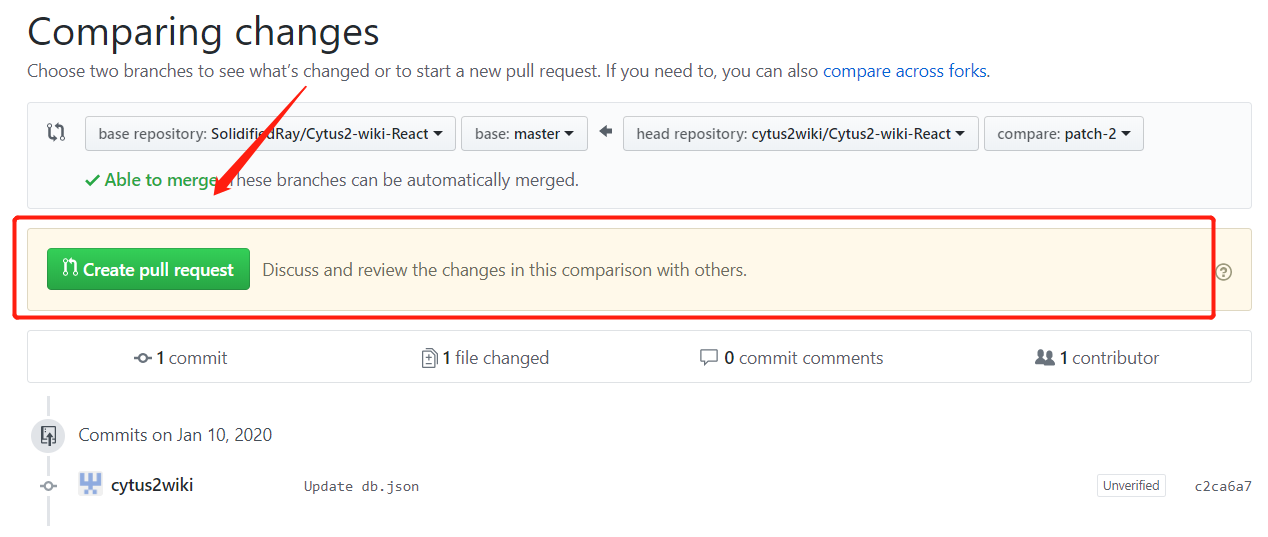 Comparing changes
Choose two branches to see what's changed or to start a new pull request. If you need to, you can also compare across forks.
base repository: SolidifiedRay/Cytus2-wiki-React base: master head repository: cytus2wiki/Cytus2-wiki-React compare: patch-2
Able to merge. These branches can be automatically merged.
Create pull request Discuss and review the changes in this comparison with others.
1 commit 1 file changed 0 commit comments 1 contributor
Commits on Jan 10, 2020
cytus2wiki Update db.json Unverified c2ca6a7